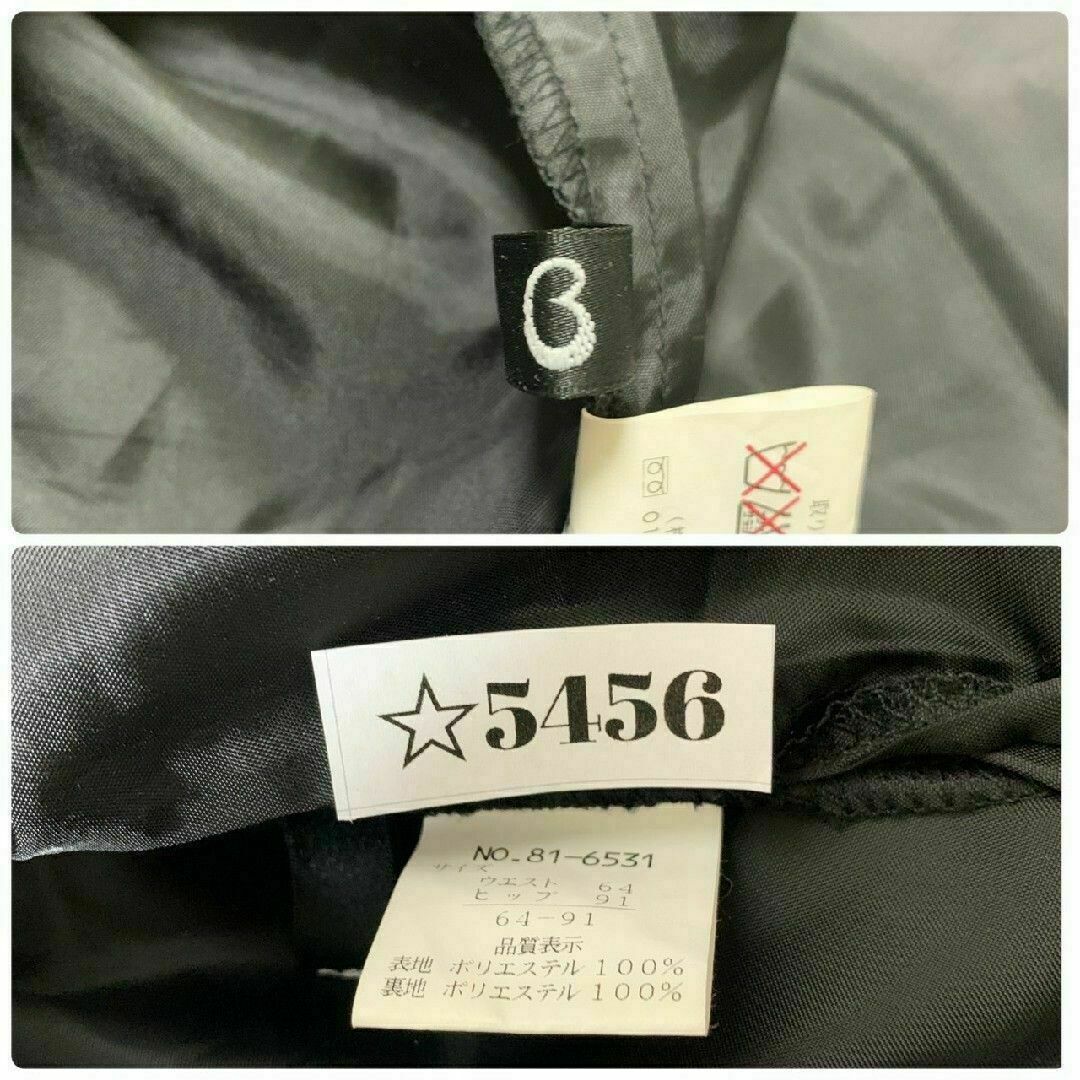 ☆5456
NO.81-6531
サイズ
ウエスト 64
ヒップ 91
64-91
品質表示
表地 ポリエステル 100%
裏地 ポリエステル 100%